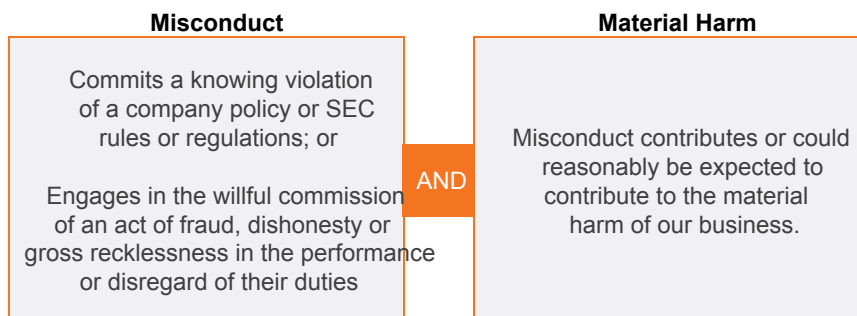 Misconduct
Commits a knowing violation
of a company policy or SEC
rules or regulations; or
Engages in the willful commission
of an act of fraud, dishonesty or
gross recklessness in the performance
or disregard of their duties
AND
Material Harm
Misconduct contributes or could
reasonably be expected to
contribute to the material
harm of our business.